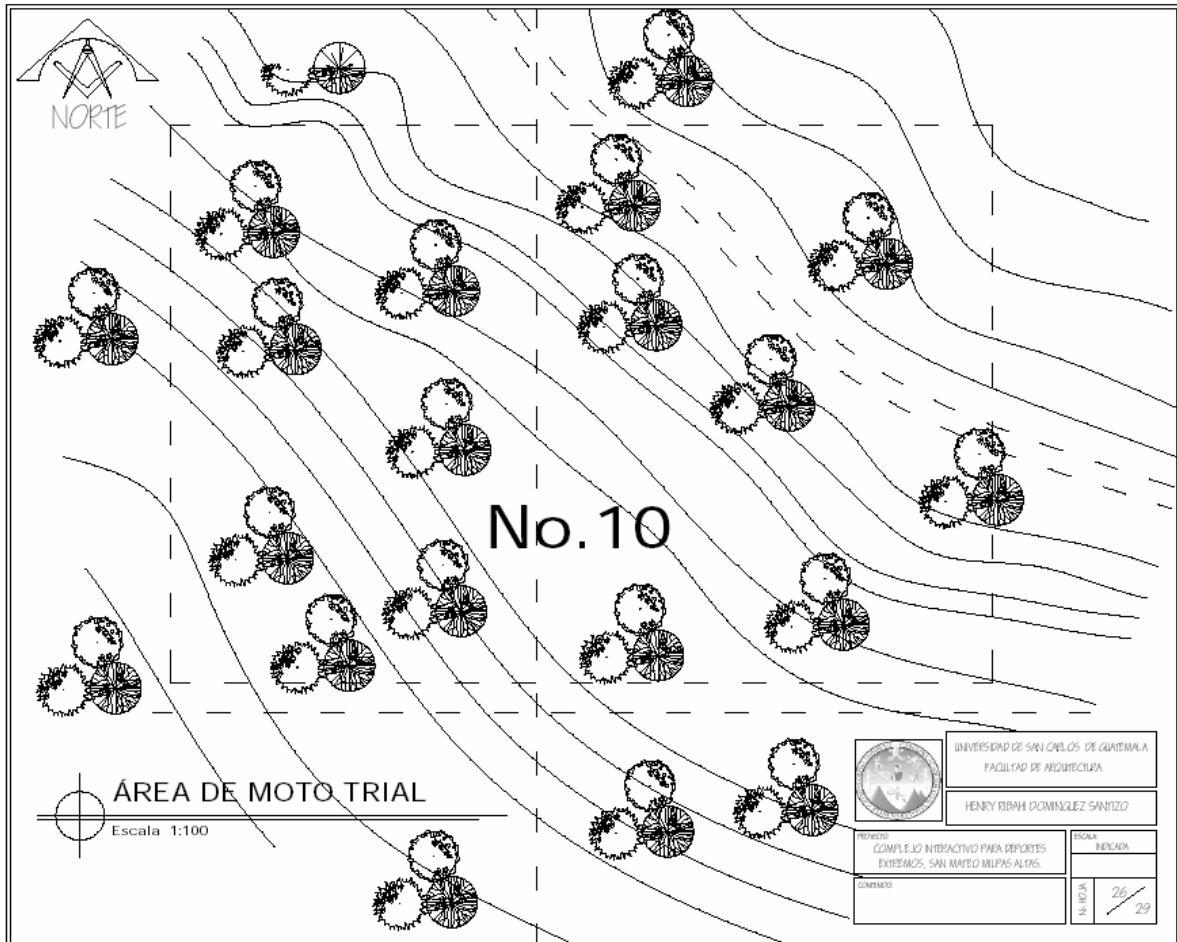 NORTE
No.10
ÁREA DE MOTO TRIAL
Escala 1:100
UNIVERSIDAD DE SAN CARLOS DE GUATEMALA
FACULTAD DE ARQUITECTURA
HENRY RIBAHI DOMINGUEZ SANTIZO
PROYECTO:
COMPLEJO INTERACTIVO PARA DEPORTES
EXTREMOS, SAN MATEO MILPAS ALTAS.
ESCALA:
INDICADA
CONTENIDO:
No. HOJA
26/29